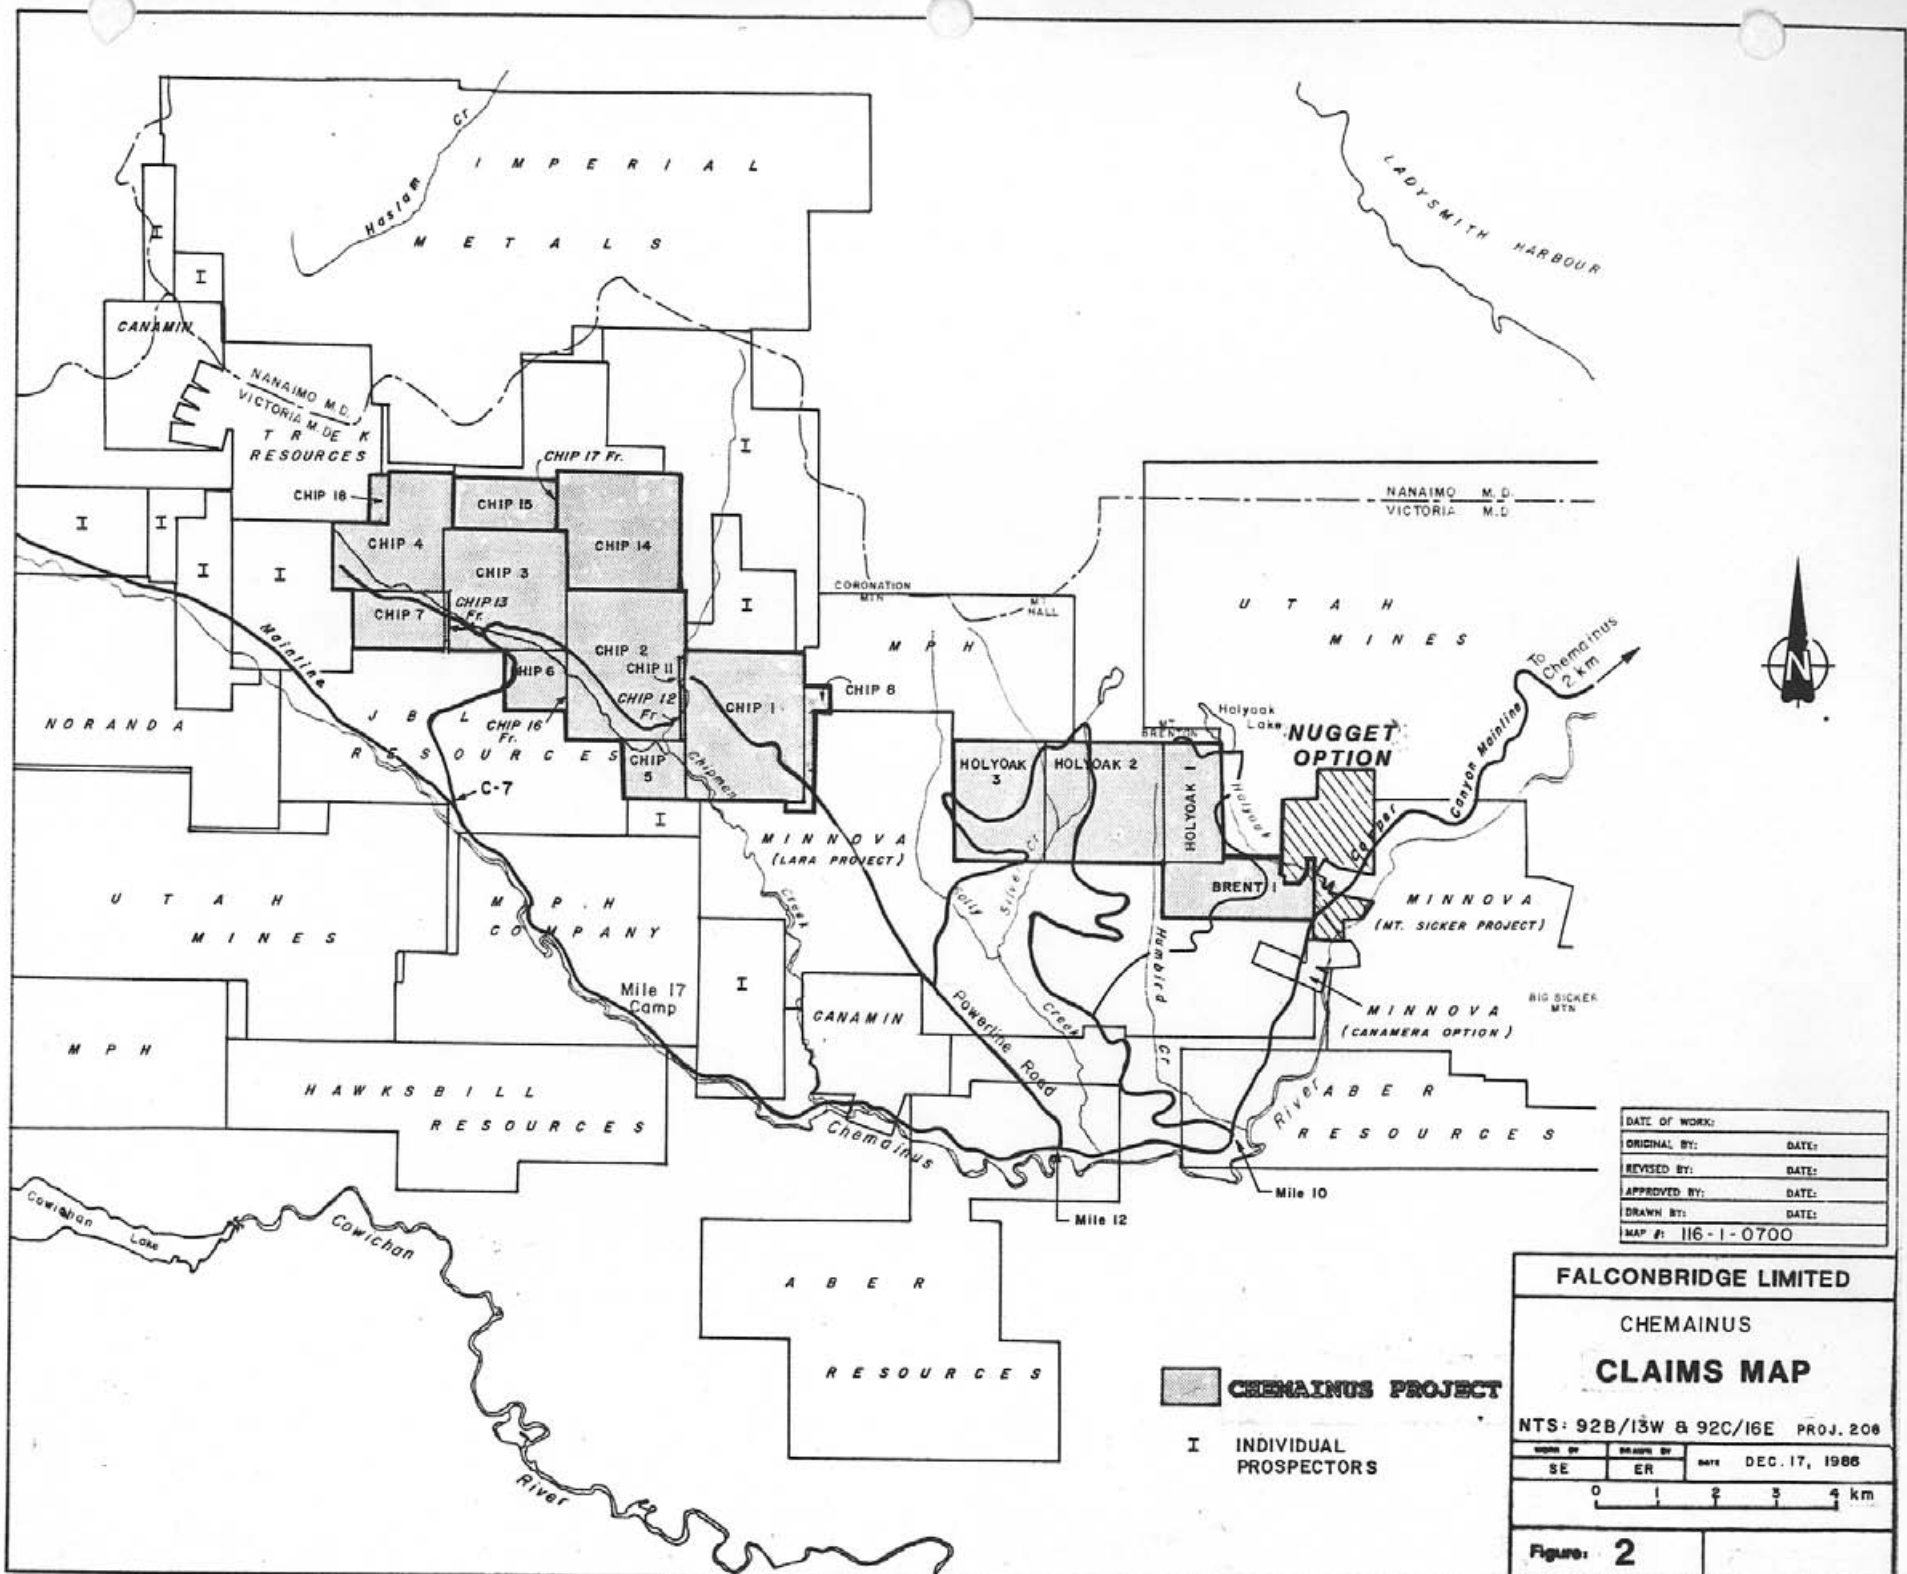 Haslam
Cr
IMPERIAL
METALS
LADYSMITH HARBOUR
I
I
CANAMIN
NANAIMO M.D.
VICTORIA M.D.
TREK
RESOURCES
I
CHIP 17 Fr.
CHIP 18
CHIP 15
NANAIMO M.D.
VICTORIA M.D.
I
I
CHIP 4
CHIP 14
I
I
CHIP 3
CORONATION
MTN
MT.
HALL
UTAH
MINES
CHIP 7
CHIP 13
Fr.
I
Mainline
CHIP 2
MPH
To
Chemainus
2 km
CHIP 6
CHIP 11
CHIP 8
NORANDA
JBL
RESOURCES
CHIP 16
Fr.
CHIP 12
Fr.
CHIP 1
Holyoak
Lake
MT.
BRENTON
NUGGET
OPTION
Copper
Canyon Mainline
CHIP
5
Chipman
Creek
HOLYOAK
3
HOLYOAK 2
HOLYOAK 1
Holyoak
C-7
I
MINNOVA
(LARA PROJECT)
Solly
Silver Cr
BRENT 1
UTAH
MINES
MPH
COMPANY
MINNOVA
(MT. SICKER PROJECT)
Humbird
Cr
Mile 17
Camp
I
CANAMIN
Powerline Road
Creek
MINNOVA
(CANAMERA OPTION)
BIG SICKER
MTN
MPH
HAWKSBILL
RESOURCES
Chemainus
River
ABER
RESOURCES
Mile 10
Mile 12
Cowichan
Lake
Cowichan
River
ABER
RESOURCES
CHEMAINUS PROJECT
I INDIVIDUAL
PROSPECTORS
N
DATE OF WORK:
ORIGINAL BY: DATE:
REVISED BY: DATE:
APPROVED BY: DATE:
DRAWN BY: DATE:
MAP #: 116-1-0700
FALCONBRIDGE LIMITED
CHEMAINUS
CLAIMS MAP
NTS: 92B/13W & 92C/16E PROJ. 206
WORK BY DRAWN BY DATE DEC. 17, 1986
SE ER
0 1 2 3 4 km
Figure: 2